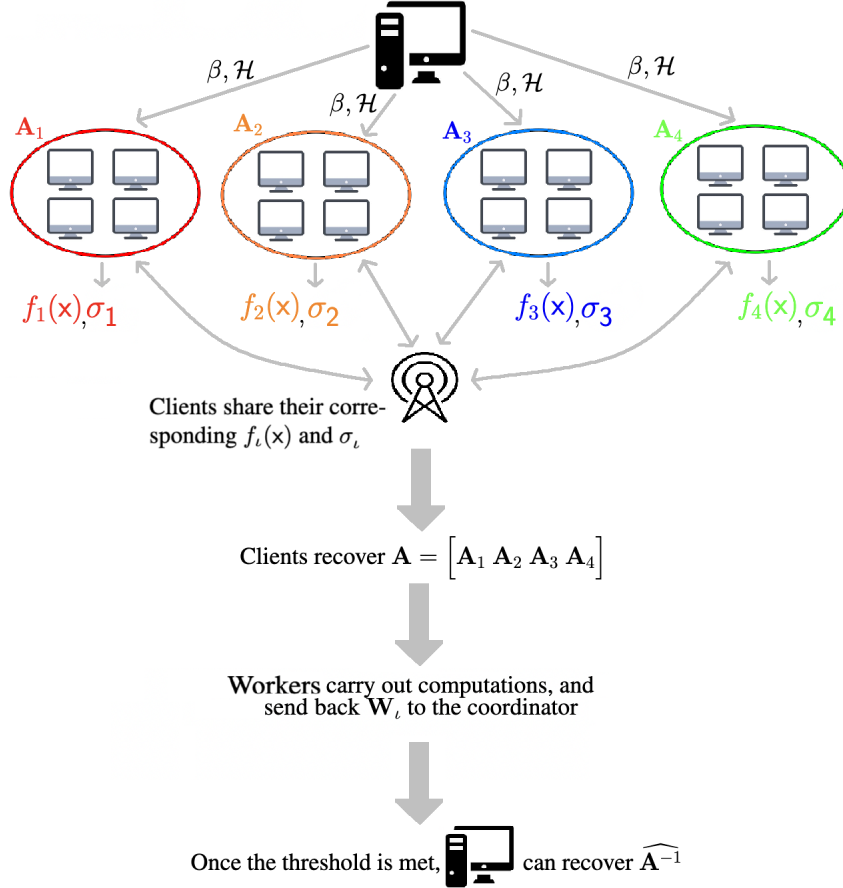 β, ℋ
β, ℋ
β, ℋ
β, ℋ
A₁
A₂
A₃
A₄
f₁(x),σ₁
f₂(x),σ₂
f₃(x),σ₃
f₄(x),σ₄
Clients share their corre-
sponding f_ι(x) and σ_ι
Clients recover A = [A₁ A₂ A₃ A₄]
Workers carry out computations, and
send back W_ι to the coordinator
Once the threshold is met, can recover \widehat{A⁻¹}